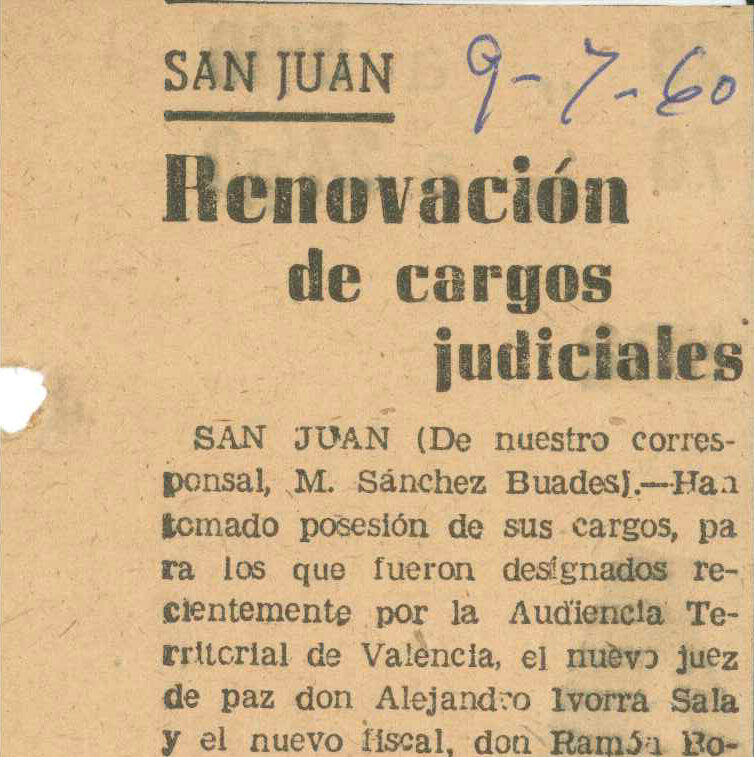 SAN JUAN 9-7-60
Renovación
de cargos
judiciales
SAN JUAN (De nuestro corres-
ponsal, M. Sánchez Buades).—Han
tomado posesión de sus cargos, pa
ra los que fueron designados re-
cientemente por la Audiencia Te-
rritorial de Valencia, el nuevo juez
de paz don Alejandro Ivorra Sala
y el nuevo fiscal, don Ramón Bo-